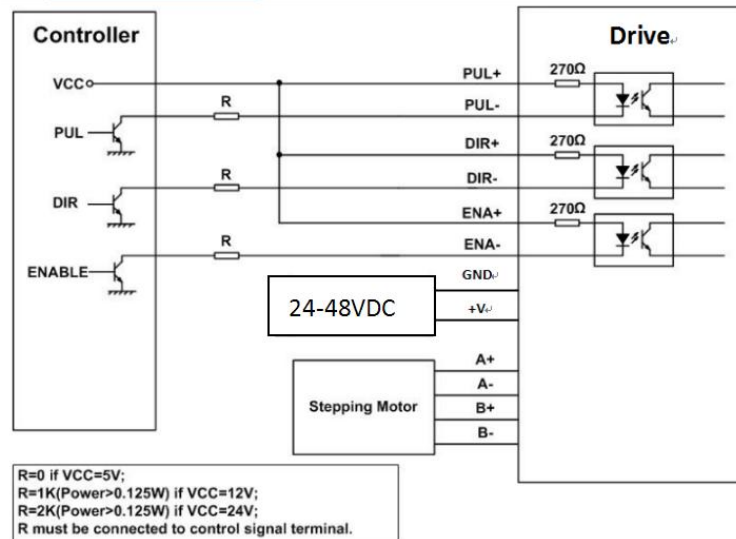 Controller
Drive
VCC
PUL
DIR
ENABLE
R
R
R
PUL+
PUL-
DIR+
DIR-
ENA+
ENA-
GND
+V
270Ω
270Ω
270Ω
24-48VDC
Stepping Motor
A+
A-
B+
B-
R=0 if VCC=5V;
R=1K(Power>0.125W) if VCC=12V;
R=2K(Power>0.125W) if VCC=24V;
R must be connected to control signal terminal.